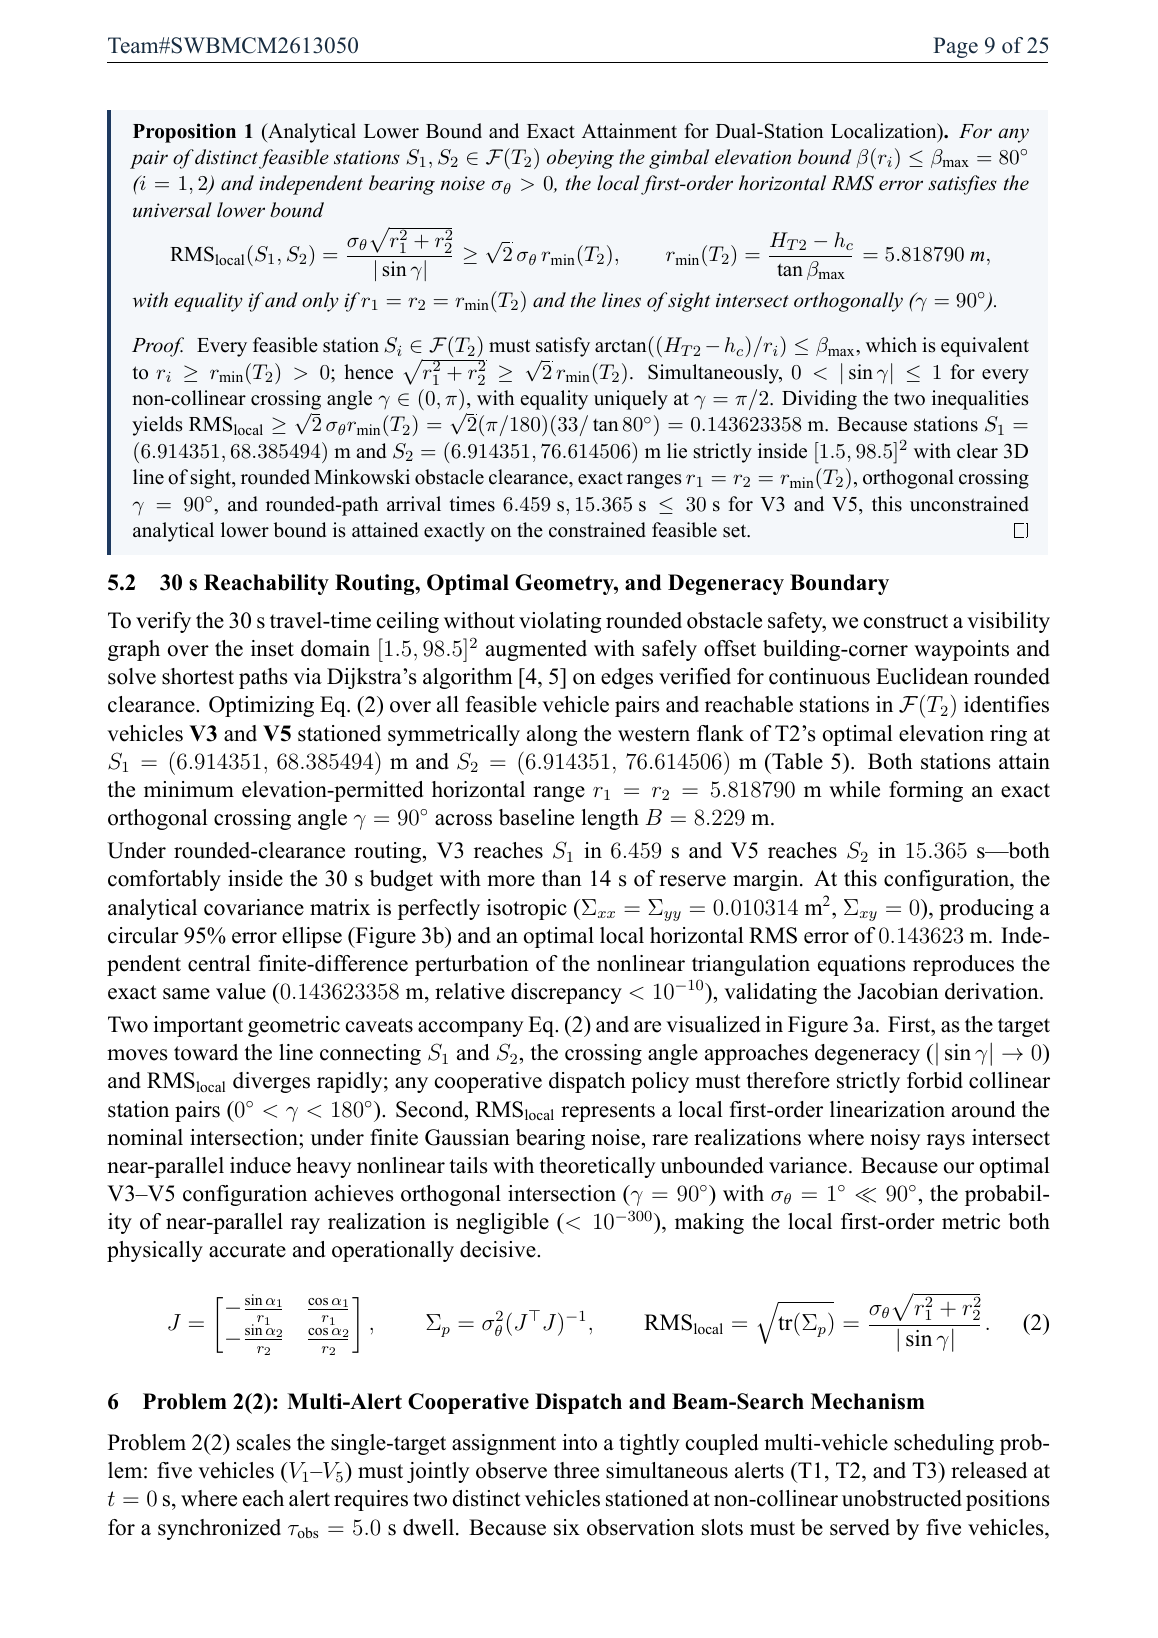 Team#SWBMCM2613050 Page 9 of 25
Proposition 1 (Analytical Lower Bound and Exact Attainment for Dual-Station Localization). For any
pair of distinct feasible stations S₁, S₂ ∈ F(T₂) obeying the gimbal elevation bound β(rᵢ) ≤ βmax = 80°
(i = 1, 2) and independent bearing noise σθ > 0, the local first-order horizontal RMS error satisfies the
universal lower bound
RMSlocal(S₁, S₂) = σθ√(r₁² + r₂²) / |sin γ| ≥ √2 σθ rmin(T₂), rmin(T₂) = (H_T2 − h_c) / tan βmax = 5.818790 m,
with equality if and only if r₁ = r₂ = rmin(T₂) and the lines of sight intersect orthogonally (γ = 90°).
Proof. Every feasible station Sᵢ ∈ F(T₂) must satisfy arctan((H_T2 − h_c)/rᵢ) ≤ βmax, which is equivalent
to rᵢ ≥ rmin(T₂) > 0; hence √(r₁² + r₂²) ≥ √2 rmin(T₂). Simultaneously, 0 < |sin γ| ≤ 1 for every
non-collinear crossing angle γ ∈ (0, π), with equality uniquely at γ = π/2. Dividing the two inequalities
yields RMSlocal ≥ √2 σθrmin(T₂) = √2(π/180)(33/ tan 80°) = 0.143623358 m. Because stations S₁ =
(6.914351, 68.385494) m and S₂ = (6.914351, 76.614506) m lie strictly inside [1.5, 98.5]² with clear 3D
line of sight, rounded Minkowski obstacle clearance, exact ranges r₁ = r₂ = rmin(T₂), orthogonal crossing
γ = 90°, and rounded-path arrival times 6.459 s, 15.365 s ≤ 30 s for V3 and V5, this unconstrained
analytical lower bound is attained exactly on the constrained feasible set. □
5.2 30 s Reachability Routing, Optimal Geometry, and Degeneracy Boundary
To verify the 30 s travel-time ceiling without violating rounded obstacle safety, we construct a visibility
graph over the inset domain [1.5, 98.5]² augmented with safely offset building-corner waypoints and
solve shortest paths via Dijkstra's algorithm [4, 5] on edges verified for continuous Euclidean rounded
clearance. Optimizing Eq. (2) over all feasible vehicle pairs and reachable stations in F(T₂) identifies
vehicles V3 and V5 stationed symmetrically along the western flank of T2's optimal elevation ring at
S₁ = (6.914351, 68.385494) m and S₂ = (6.914351, 76.614506) m (Table 5). Both stations attain
the minimum elevation-permitted horizontal range r₁ = r₂ = 5.818790 m while forming an exact
orthogonal crossing angle γ = 90° across baseline length B = 8.229 m.
Under rounded-clearance routing, V3 reaches S₁ in 6.459 s and V5 reaches S₂ in 15.365 s—both
comfortably inside the 30 s budget with more than 14 s of reserve margin. At this configuration, the
analytical covariance matrix is perfectly isotropic (Σxx = Σyy = 0.010314 m², Σxy = 0), producing a
circular 95% error ellipse (Figure 3b) and an optimal local horizontal RMS error of 0.143623 m. Inde-
pendent central finite-difference perturbation of the nonlinear triangulation equations reproduces the
exact same value (0.143623358 m, relative discrepancy < 10⁻¹⁰), validating the Jacobian derivation.
Two important geometric caveats accompany Eq. (2) and are visualized in Figure 3a. First, as the target
moves toward the line connecting S₁ and S₂, the crossing angle approaches degeneracy (|sin γ| → 0)
and RMSlocal diverges rapidly; any cooperative dispatch policy must therefore strictly forbid collinear
station pairs (0° < γ < 180°). Second, RMSlocal represents a local first-order linearization around the
nominal intersection; under finite Gaussian bearing noise, rare realizations where noisy rays intersect
near-parallel induce heavy nonlinear tails with theoretically unbounded variance. Because our optimal
V3–V5 configuration achieves orthogonal intersection (γ = 90°) with σθ = 1° ≪ 90°, the probabil-
ity of near-parallel ray realization is negligible (< 10⁻³⁰⁰), making the local first-order metric both
physically accurate and operationally decisive.
J = [−sin α₁/r₁ cos α₁/r₁; −sin α₂/r₂ cos α₂/r₂], Σp = σθ²(J⊤J)⁻¹, RMSlocal = √tr(Σp) = σθ√(r₁² + r₂²) / |sin γ|. (2)
6 Problem 2(2): Multi-Alert Cooperative Dispatch and Beam-Search Mechanism
Problem 2(2) scales the single-target assignment into a tightly coupled multi-vehicle scheduling prob-
lem: five vehicles (V₁–V₅) must jointly observe three simultaneous alerts (T1, T2, and T3) released at
t = 0 s, where each alert requires two distinct vehicles stationed at non-collinear unobstructed positions
for a synchronized τobs = 5.0 s dwell. Because six observation slots must be served by five vehicles,